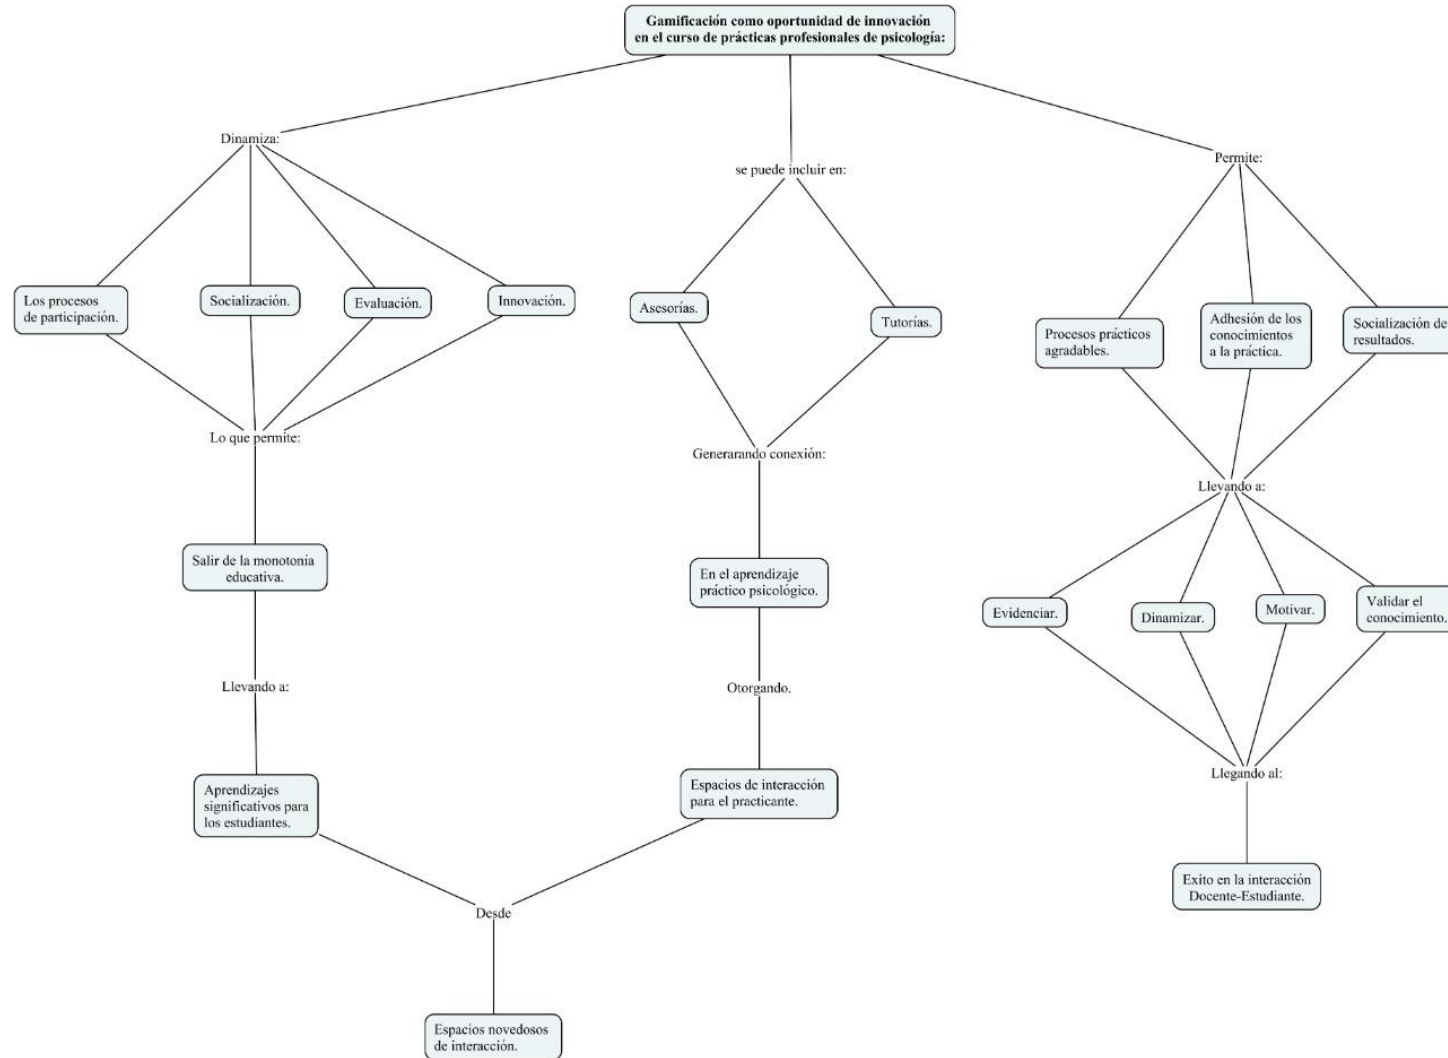 Gamificación como oportunidad de innovación
en el curso de prácticas profesionales de psicología:
Dinamiza:
se puede incluir en:
Permite:
Los procesos
de participación.
Socialización.
Evaluación.
Innovación.
Asesorías.
Tutorías.
Procesos prácticos
agradables.
Adhesión de los
conocimientos
a la práctica.
Socialización de
resultados.
Lo que permite:
Generarando conexión:
Llevando a:
Salir de la monotonía
educativa.
En el aprendizaje
práctico psicológico.
Evidenciar.
Dinamizar.
Motivar.
Validar el
conocimiento.
Llevando a:
Otorgando.
Llegando al:
Aprendizajes
significativos para
los estudiantes.
Espacios de interacción
para el practicante.
Exito en la interacción
Docente-Estudiante.
Desde
Espacios novedosos
de interacción.